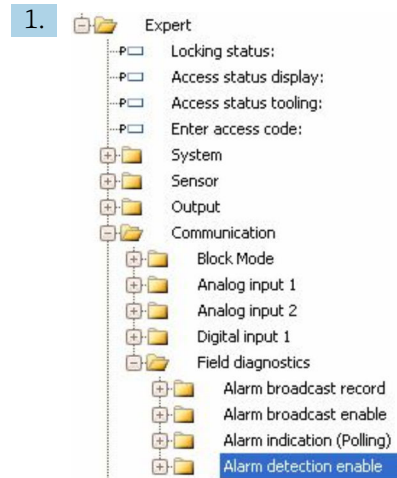 1.
Expert
Locking status:
Access status display:
Access status tooling:
Enter access code:
System
Sensor
Output
Communication
Block Mode
Analog input 1
Analog input 2
Digital input 1
Field diagnostics
Alarm broadcast record
Alarm broadcast enable
Alarm indication (Polling)
Alarm detection enable